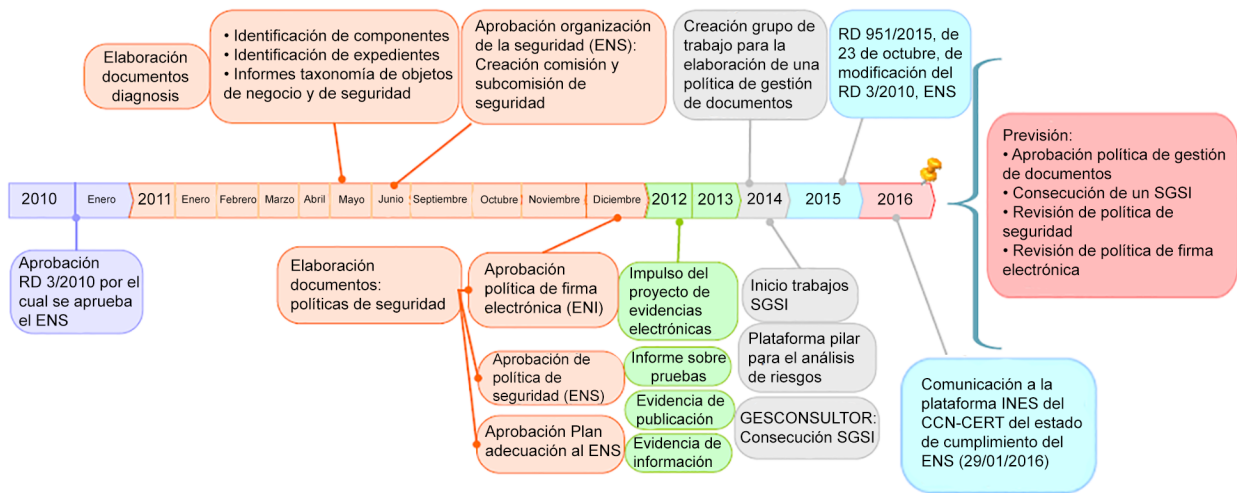 Elaboración
documentos
diagnosis
• Identificación de componentes
• Identificación de expedientes
• Informes taxonomía de objetos
de negocio y de seguridad
Aprobación organización
de la seguridad (ENS):
Creación comisión y
subcomisión de
seguridad
Creación grupo de
trabajo para la
elaboración de una
política de gestión
de documentos
RD 951/2015, de
23 de octubre, de
modificación del
RD 3/2010, ENS
Previsión:
• Aprobación política de gestión
de documentos
• Consecución de un SGSI
• Revisión de política de
seguridad
• Revisión de política de firma
electrónica
2010 Enero 2011 Enero Febrero Marzo Abril Mayo Junio Septiembre Octubre Noviembre Diciembre 2012 2013 2014 2015 2016
Aprobación
RD 3/2010 por el
cual se aprueba
el ENS
Elaboración
documentos:
políticas de seguridad
Aprobación
política de firma
electrónica (ENI)
Aprobación de
política de
seguridad (ENS)
Aprobación Plan
adecuación al ENS
Impulso del
proyecto de
evidencias
electrónicas
Informe sobre
pruebas
Evidencia de
publicación
Evidencia de
información
Inicio trabajos
SGSI
Plataforma pilar
para el análisis
de riesgos
GESCONSULTOR:
Consecución SGSI
Comunicación a la
plataforma INES del
CCN-CERT del estado
de cumplimiento del
ENS (29/01/2016)